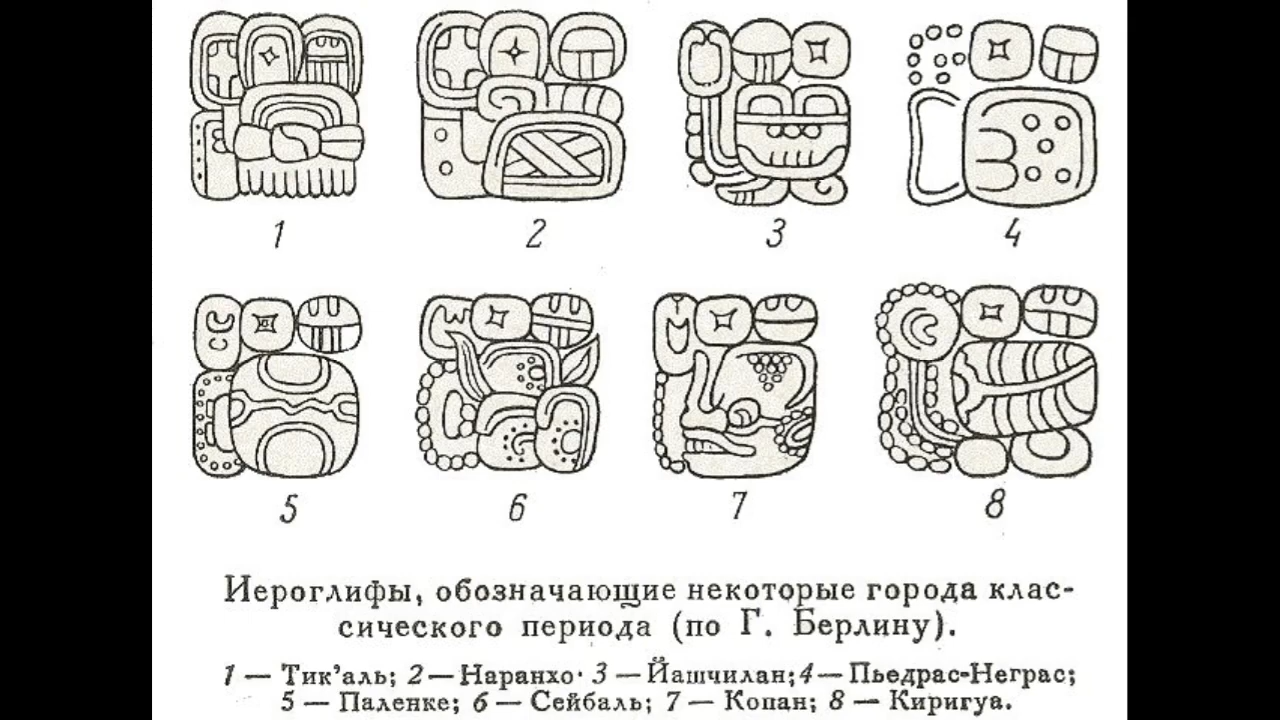 1 2 3 4
5 6 7 8
Иероглифы, обозначающие некоторые города клас-
сического периода (по Г. Берлину).
1 — Тик'аль; 2 — Наранхо· 3 — Йашчилан; 4 — Пьедрас-Неграс;
5 — Паленке; 6 — Сейбаль; 7 — Копан; 8 — Киригуа.